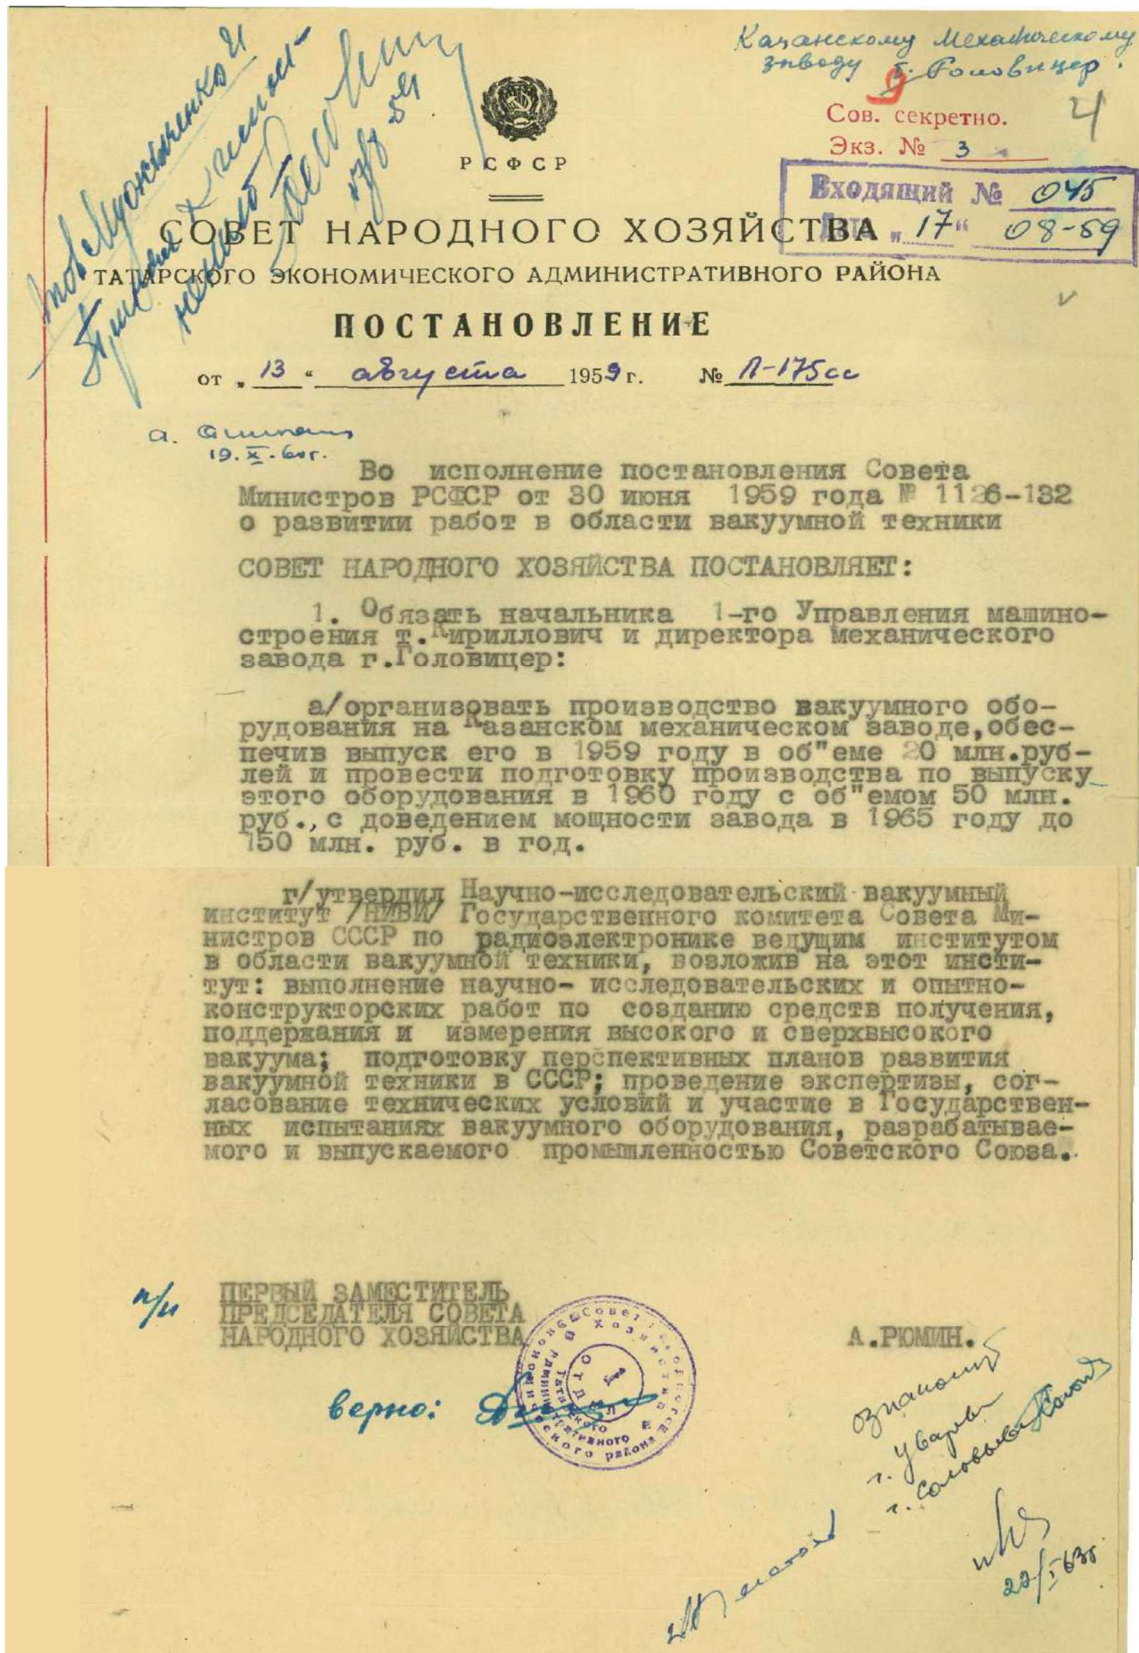 Казанскому Механическому
заводу т. Головицер.
Сов. секретно.
4
Экз. № 3
РСФСР
Входящий № 045
"17" 08-59
СОВЕТ НАРОДНОГО ХОЗЯЙСТВА
ТАТАРСКОГО ЭКОНОМИЧЕСКОГО АДМИНИСТРАТИВНОГО РАЙОНА
ПОСТАНОВЛЕНИЕ
от "13" августа 1959 г. № Л-175сс
19.X.60г.
Во исполнение постановления Совета
Министров РСФСР от 30 июня 1959 года № 1126-132
о развитии работ в области вакуумной техники
СОВЕТ НАРОДНОГО ХОЗЯЙСТВА ПОСТАНОВЛЯЕТ:
1. Обязать начальника 1-го Управления машино-
строения т.Кириллович и директора механического
завода г.Головицер:
а/организовать производство вакуумного обо-
рудования на Казанском механическом заводе,обес-
печив выпуск его в 1959 году в об"еме 20 млн.руб-
лей и провести подготовку производства по выпуску
этого оборудования в 1960 году с об"емом 50 млн.
руб.,с доведением мощности завода в 1965 году до
150 млн. руб. в год.
г/утвердил Научно-исследовательский вакуумный
институт /НИВИ/ Государственного комитета Совета Ми-
нистров СССР по радиоэлектронике ведущим институтом
в области вакуумной техники, возложив на этот инсти-
тут: выполнение научно- исследовательских и опытно-
конструкторских работ по созданию средств получения,
поддержания и измерения высокого и сверхвысокого
вакуума; подготовку перспективных планов развития
вакуумной техники в СССР; проведение экспертизы, сог-
ласование технических условий и участие в Государствен-
ных испытаниях вакуумного оборудования, разрабатывае-
мого и выпускаемого промышленностью Советского Союза.
п/п ПЕРВЫЙ ЗАМЕСТИТЕЛЬ
ПРЕДСЕДАТЕЛЯ СОВЕТА
НАРОДНОГО ХОЗЯЙСТВА А.РЮМИН.
верно:
22/I 63г.